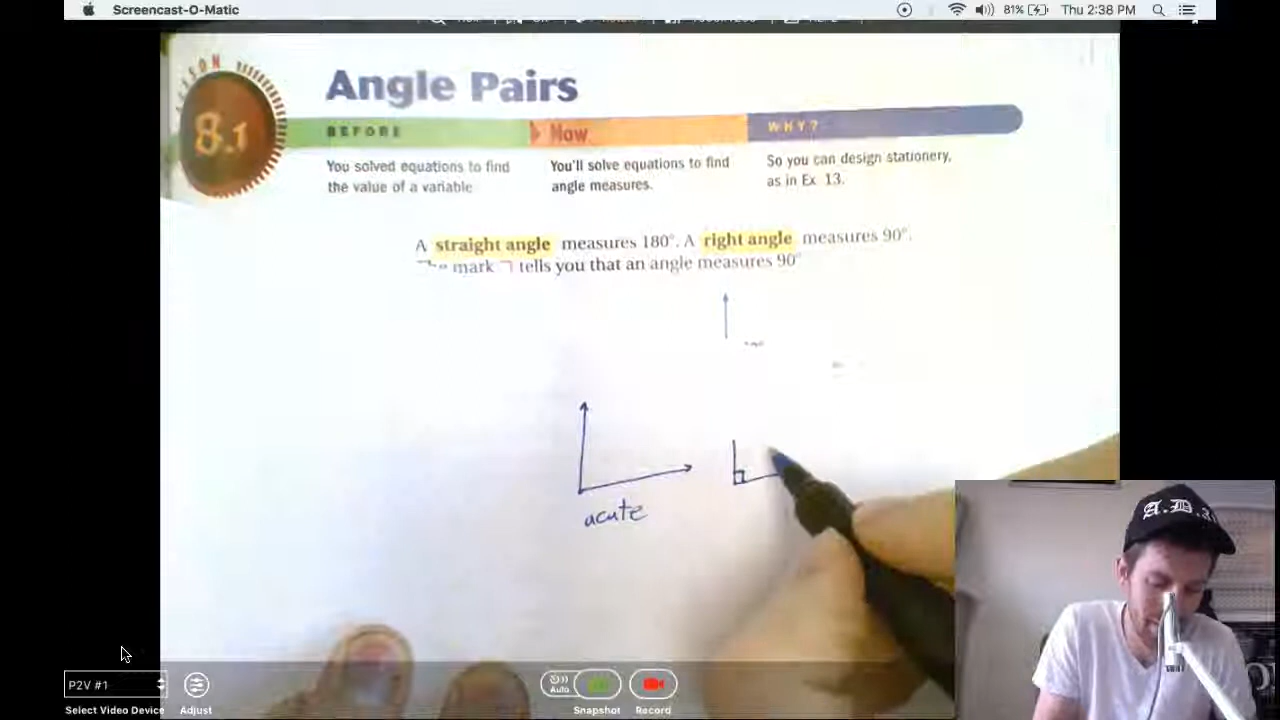 Screencast-O-Matic
81%
Thu 2:38 PM
8.1
Angle Pairs
BEFORE
Now
WHY?
You solved equations to find
the value of a variable
You'll solve equations to find
angle measures.
So you can design stationery,
as in Ex 13.
A straight angle measures 180°. A right angle measures 90°.
mark ㄱ tells you that an angle measures 90°
acute
A.D.
P2V #1
Select Video Device
Adjust
Auto
Snapshot
Record